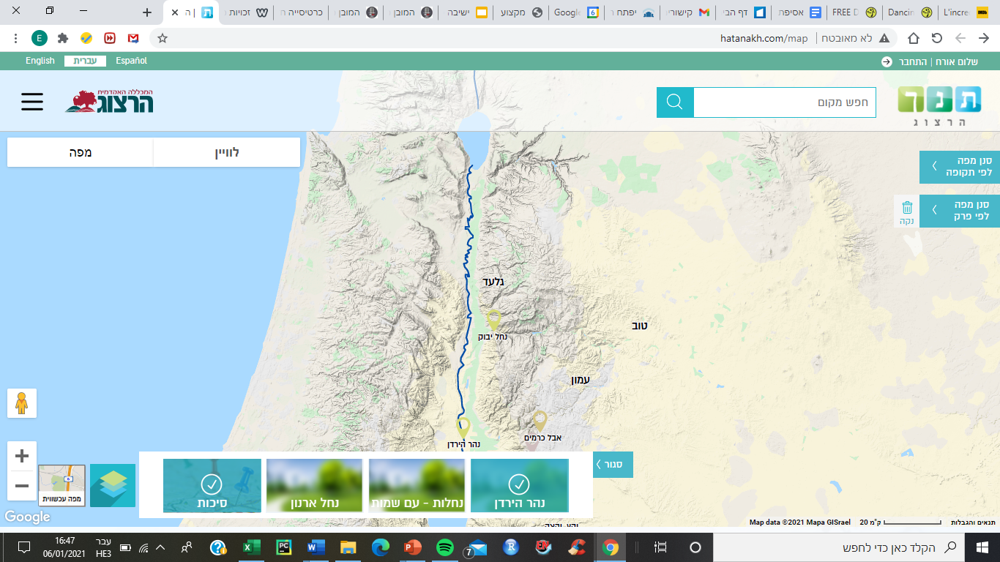 L'incre
Dancin
FREE D
אסיפת
דף הבי
קישורי
יפתח ר
Google
מקצוע
ישיבה
המובן
המובן
כרטיסייה ח
זכויות
ה |
לא מאובטח
hatanakh.com/map
E
שלום אורח | התחבר
Español
עברית
English
תנך
הרצוג
חפש מקום
המכללה האקדמית
הרצוג
לוויין
מפה
סנן מפה
לפי תקופה
סנן מפה
לפי פרק
נקה
גלעד
נחל יבוק
טוב
עמון
אבל כרמים
נהר הירדן
סגור
נהר הירדן
נחלות - עם שמות
נחל ארנון
סיכות
מפה עכשווית
Google
תנאים והגבלות
20 ק"מ
Map data ©2021 Mapa GISrael
הקלד כאן כדי לחפש
7
עבר
HE3
16:47
06/01/2021